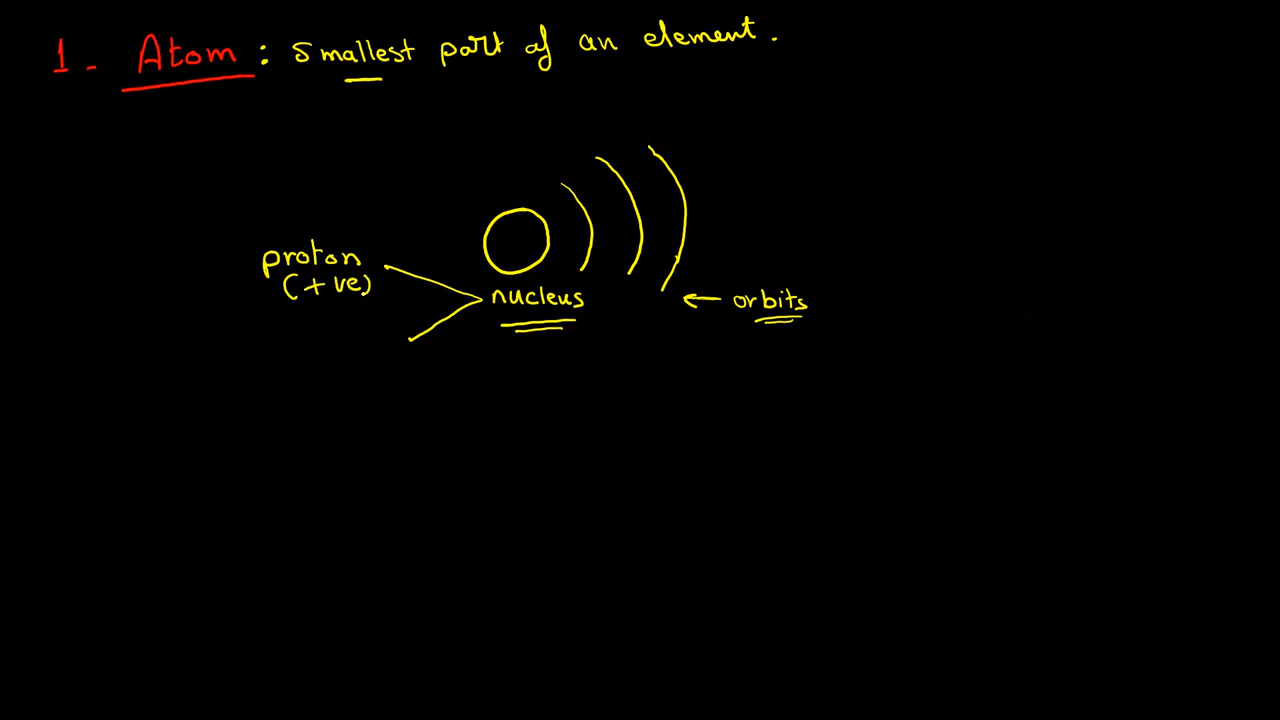 1. Atom : Smallest part of an element.
proton
(+ve)
nucleus
← orbits